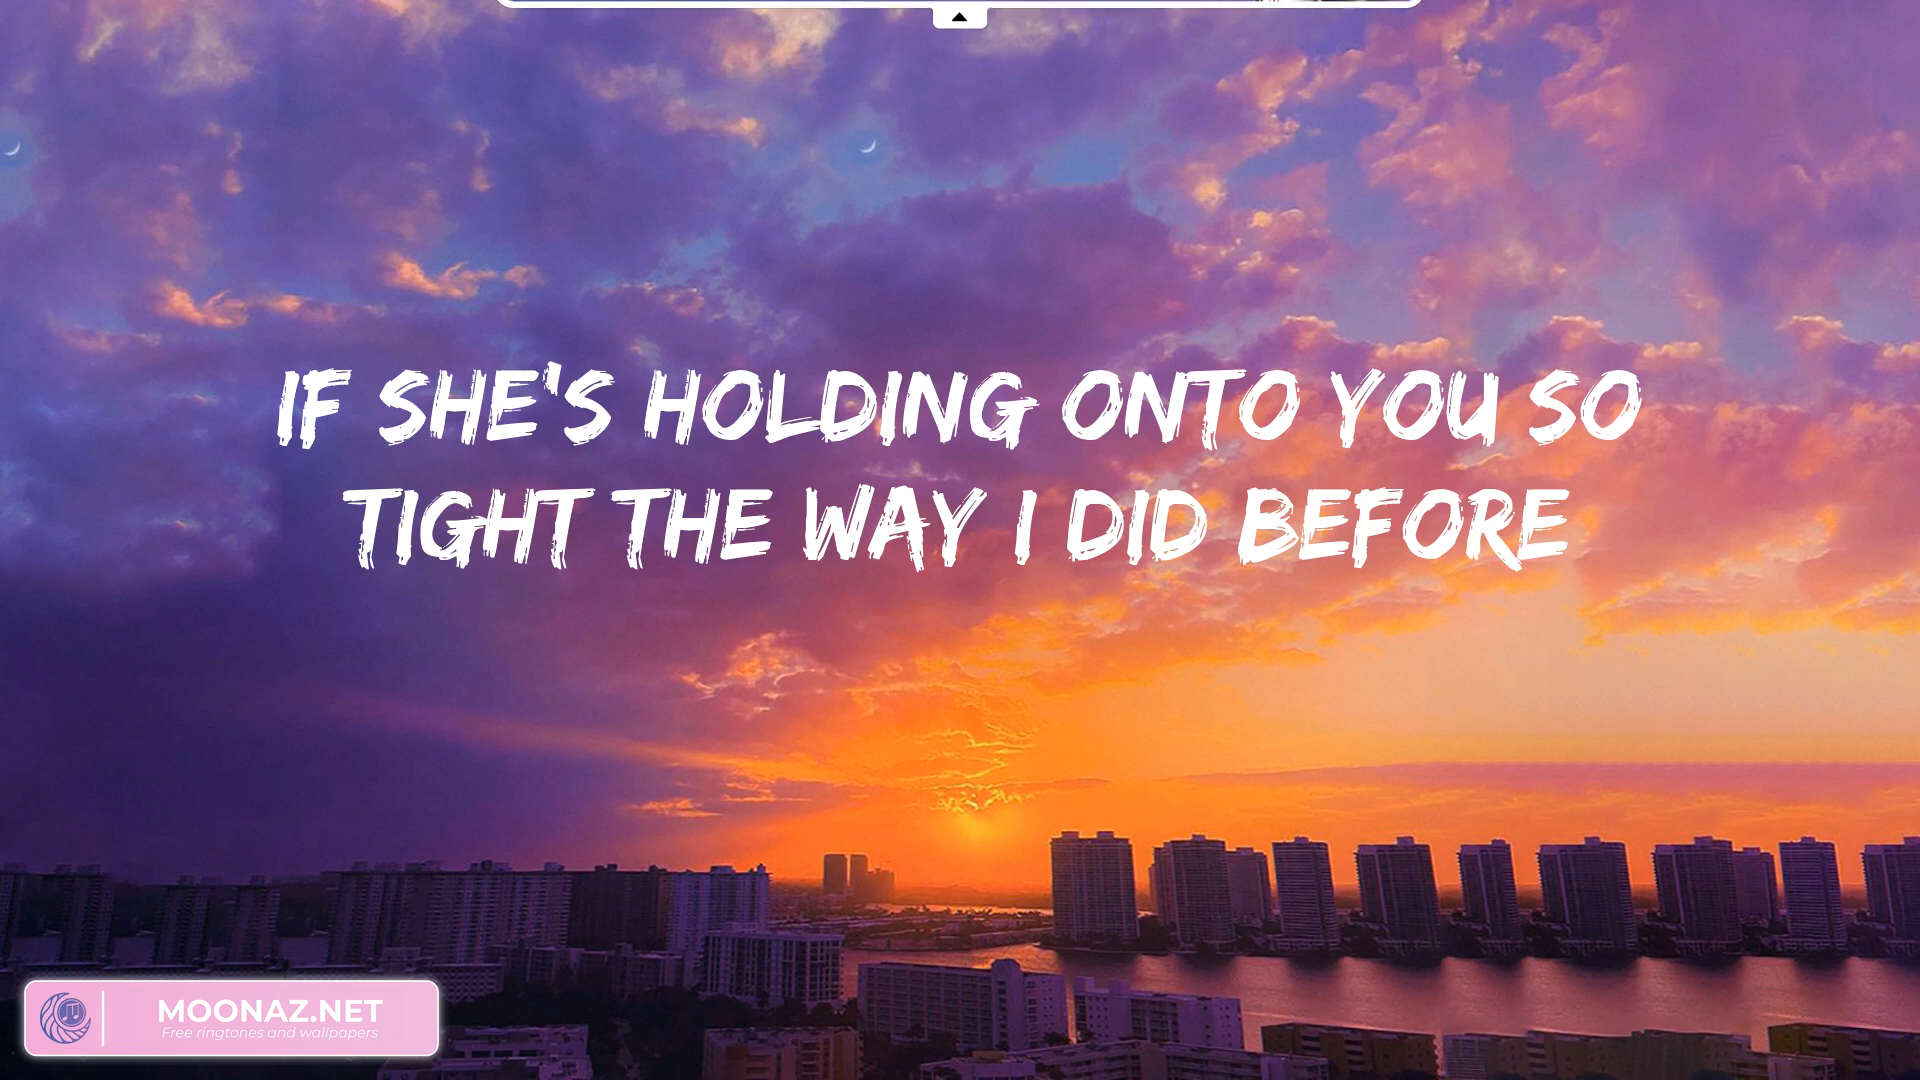 IF SHE'S HOLDING ONTO YOU SO
TIGHT THE WAY I DID BEFORE
MOONAZ.NET
Free ringtones and wallpapers